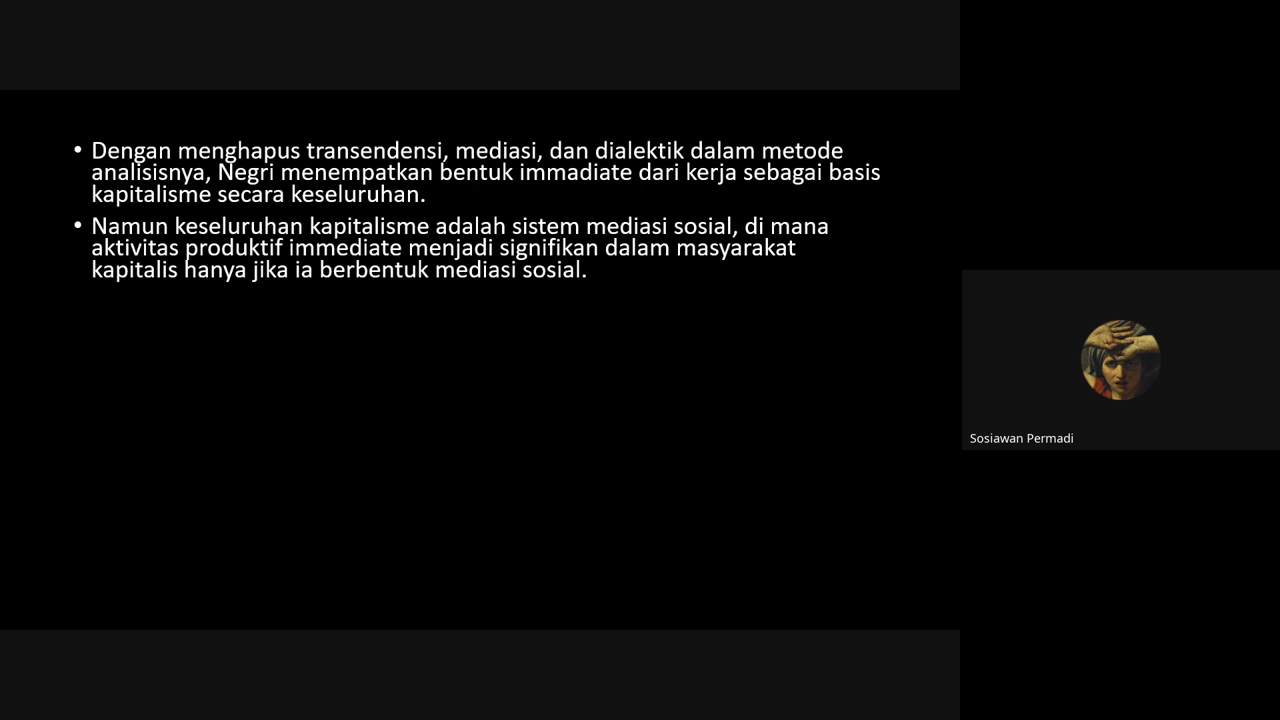 • Dengan menghapus transendensi, mediasi, dan dialektik dalam metode
analisisnya, Negri menempatkan bentuk immadiate dari kerja sebagai basis
kapitalisme secara keseluruhan.
• Namun keseluruhan kapitalisme adalah sistem mediasi sosial, di mana
aktivitas produktif immediate menjadi signifikan dalam masyarakat
kapitalis hanya jika ia berbentuk mediasi sosial.
Sosiawan Permadi